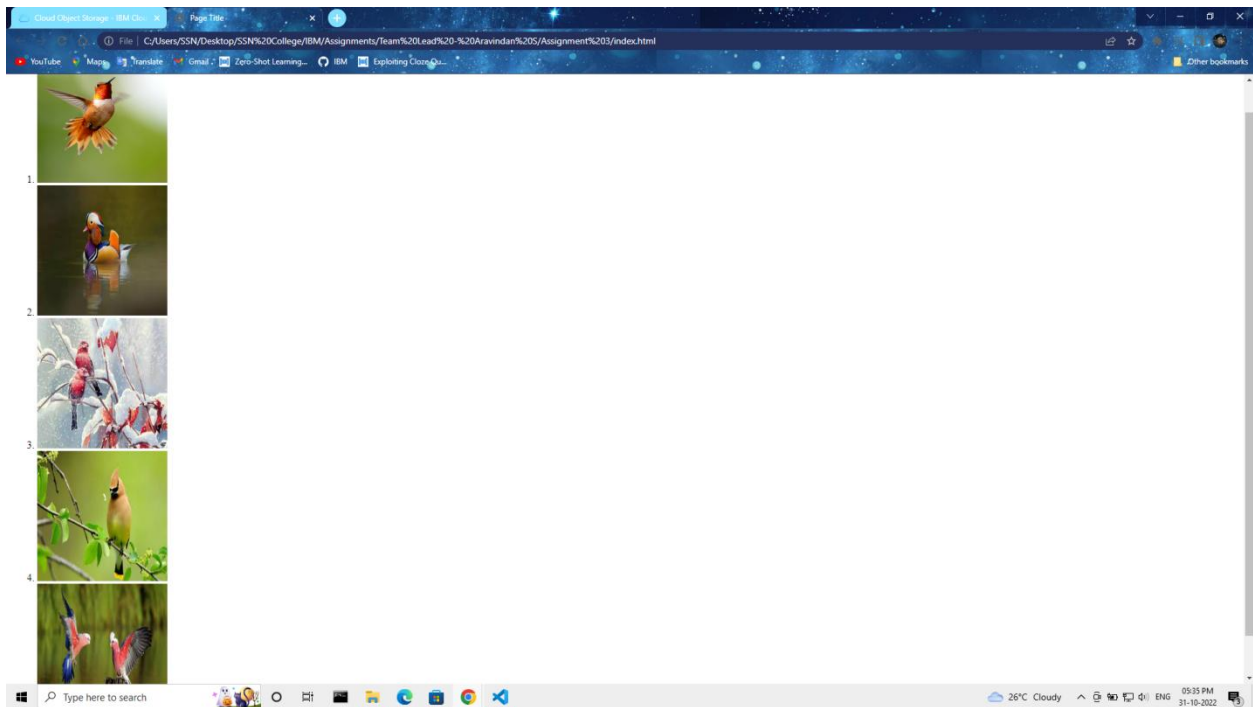 Cloud Object Storage - IBM Clou
Page Title
File | C:/Users/SSN/Desktop/SSN%20College/IBM/Assignments/Team%20Lead%20-%20Aravindan%20S/Assignment%203/index.html
YouTube Maps Translate Gmail Zero-Shot Learning... IBM Exploiting Cloze Qu... Other bookmarks
1.
2.
3.
4.
Type here to search 26°C Cloudy ENG 05:35 PM
31-10-2022